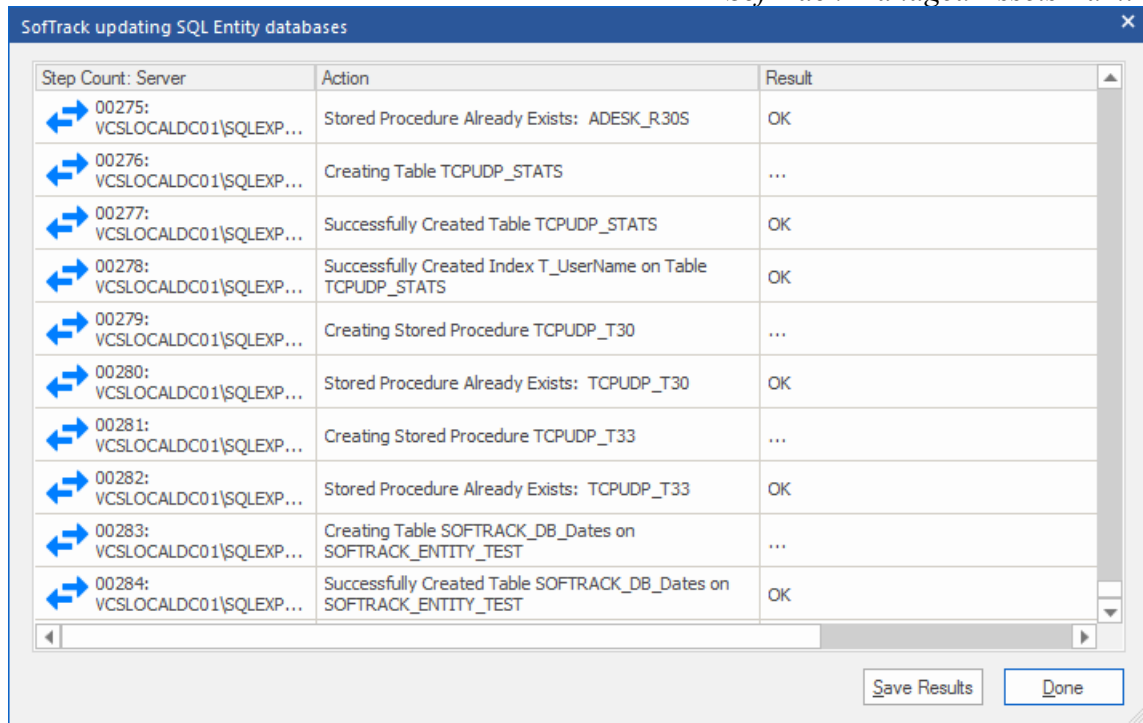 SofTrack updating SQL Entity databases
Step Count: Server Action Result
00275:
VCSLOCALDC01\SQLEXP... Stored Procedure Already Exists: ADESK_R30S OK
00276:
VCSLOCALDC01\SQLEXP... Creating Table TCPUDP_STATS ...
00277:
VCSLOCALDC01\SQLEXP... Successfully Created Table TCPUDP_STATS OK
00278:
VCSLOCALDC01\SQLEXP... Successfully Created Index T_UserName on Table
TCPUDP_STATS OK
00279:
VCSLOCALDC01\SQLEXP... Creating Stored Procedure TCPUDP_T30 ...
00280:
VCSLOCALDC01\SQLEXP... Stored Procedure Already Exists: TCPUDP_T30 OK
00281:
VCSLOCALDC01\SQLEXP... Creating Stored Procedure TCPUDP_T33 ...
00282:
VCSLOCALDC01\SQLEXP... Stored Procedure Already Exists: TCPUDP_T33 OK
00283:
VCSLOCALDC01\SQLEXP... Creating Table SOFTRACK_DB_Dates on
SOFTRACK_ENTITY_TEST ...
00284:
VCSLOCALDC01\SQLEXP... Successfully Created Table SOFTRACK_DB_Dates on
SOFTRACK_ENTITY_TEST OK
Save Results Done